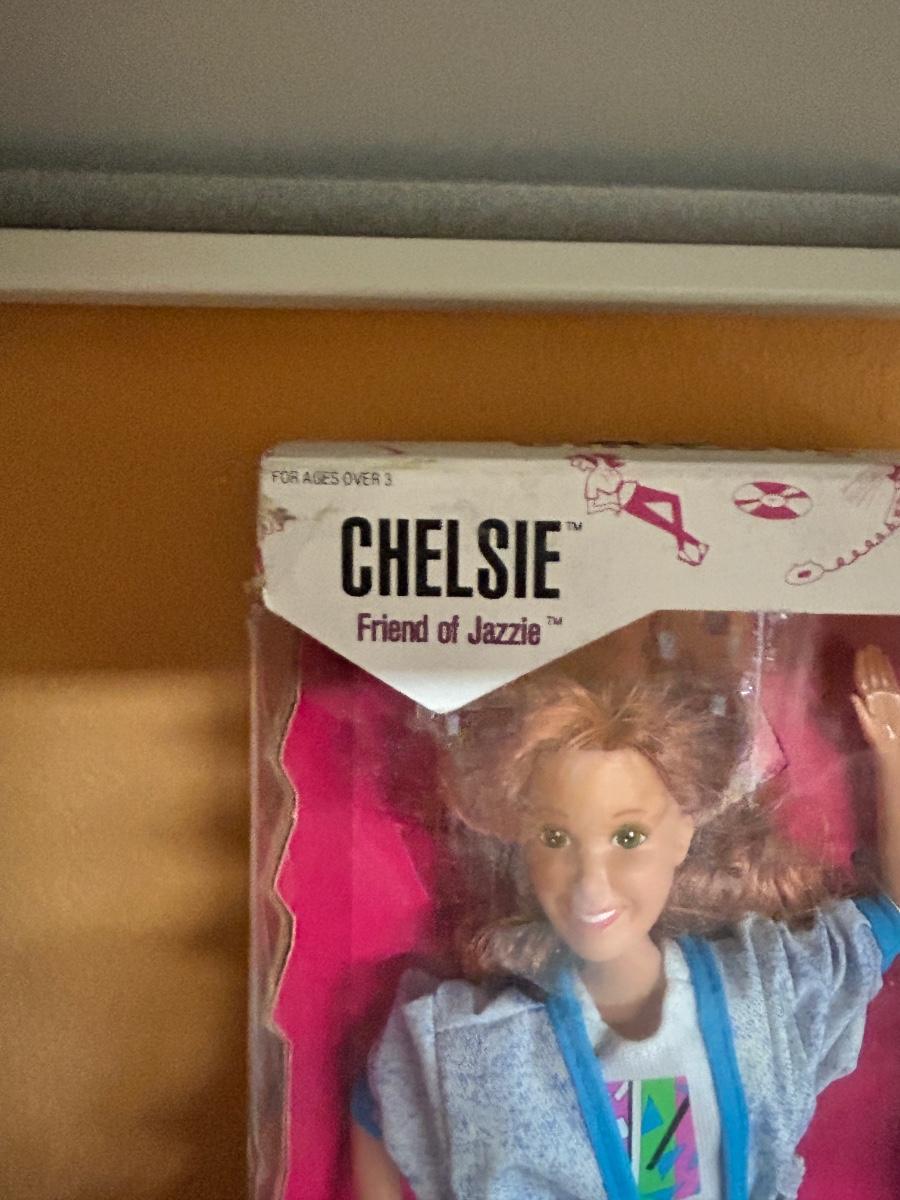 FOR AGES OVER 3
CHELSIE™
Friend of Jazzie™